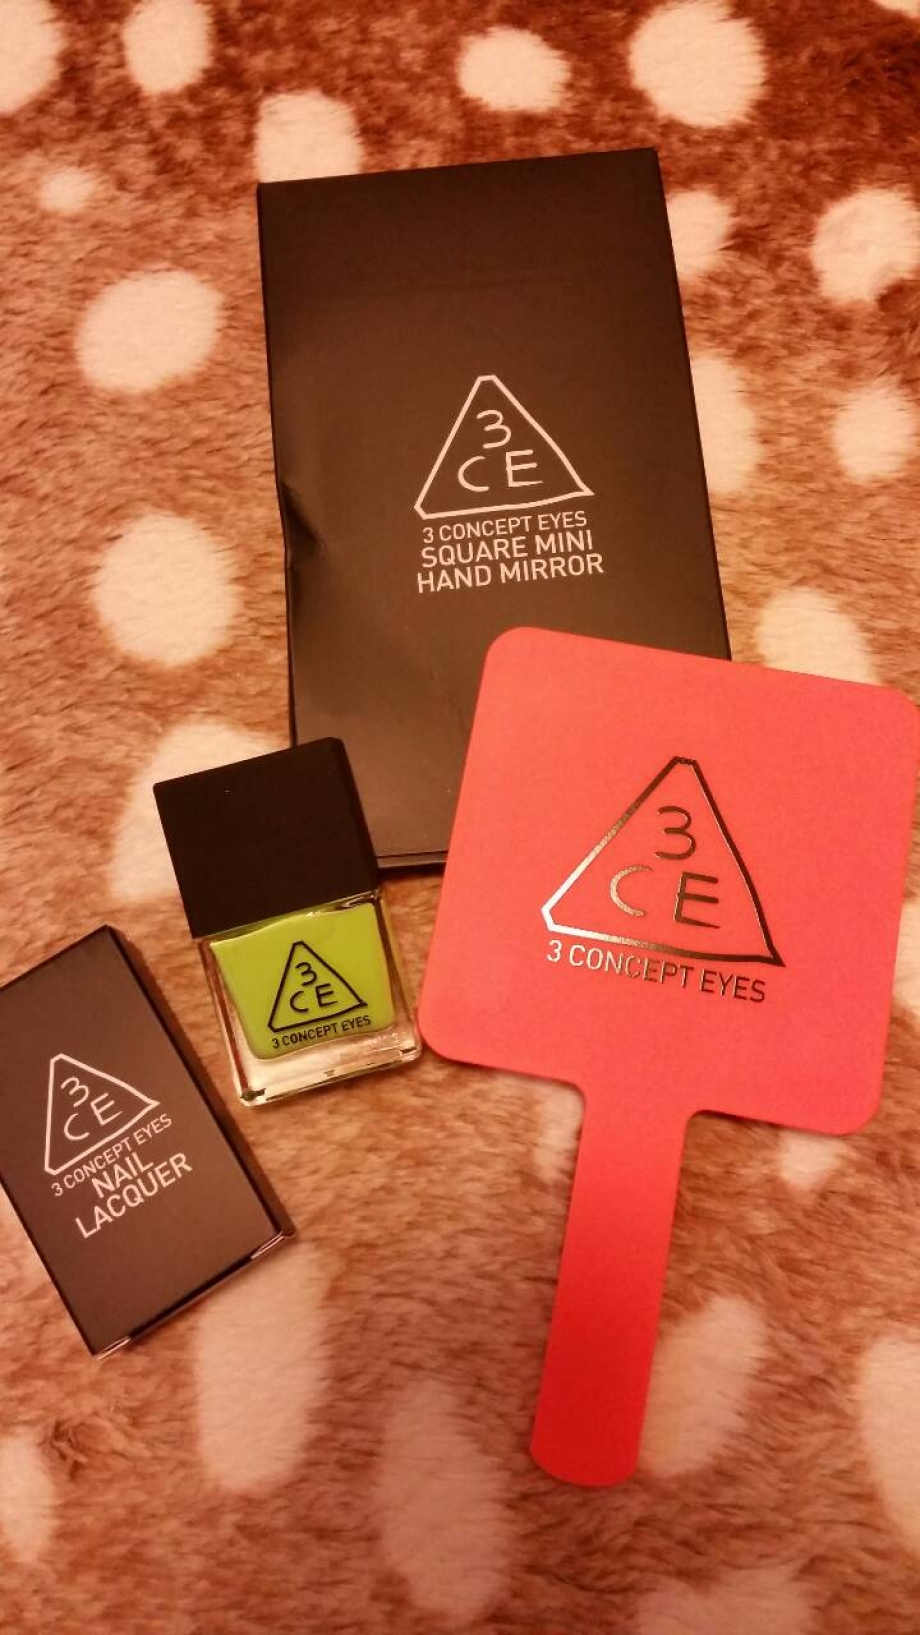 3
CE
3 CONCEPT EYES
SQUARE MINI
HAND MIRROR
3
CE
3 CONCEPT EYES
3
CE
3 CONCEPT EYES
3
CE
3 CONCEPT EYES
NAIL
LACQUER